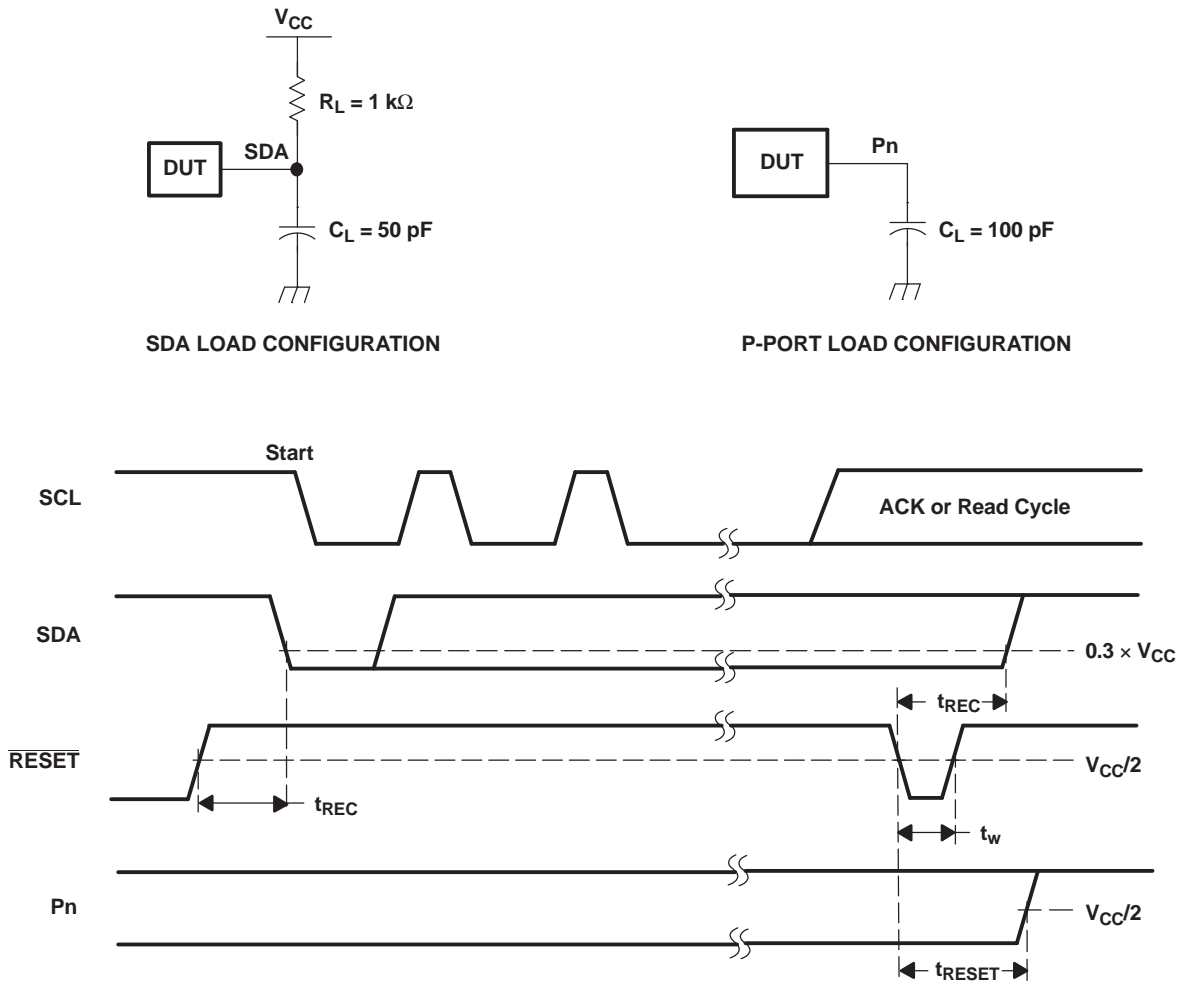 VCC
RL = 1 kΩ
DUT
SDA
CL = 50 pF
SDA LOAD CONFIGURATION
DUT
Pn
CL = 100 pF
P-PORT LOAD CONFIGURATION
Start
SCL
ACK or Read Cycle
SDA
0.3 × VCC
tREC
RESET
VCC/2
tREC
tw
Pn
VCC/2
tRESET